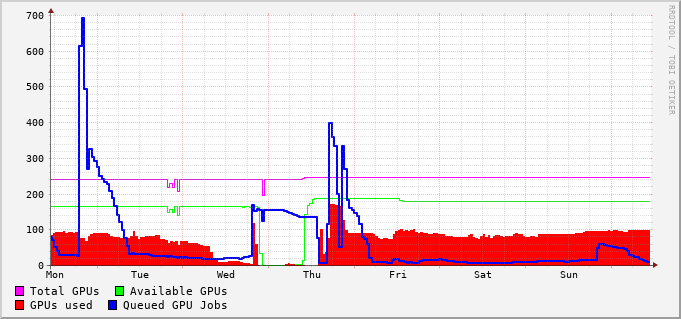 700
600
500
400
300
200
100
0
Mon Tue Wed Thu Fri Sat Sun
Total GPUs Available GPUs
GPUs used Queued GPU Jobs
RRDTOOL / TOBI OETIKER